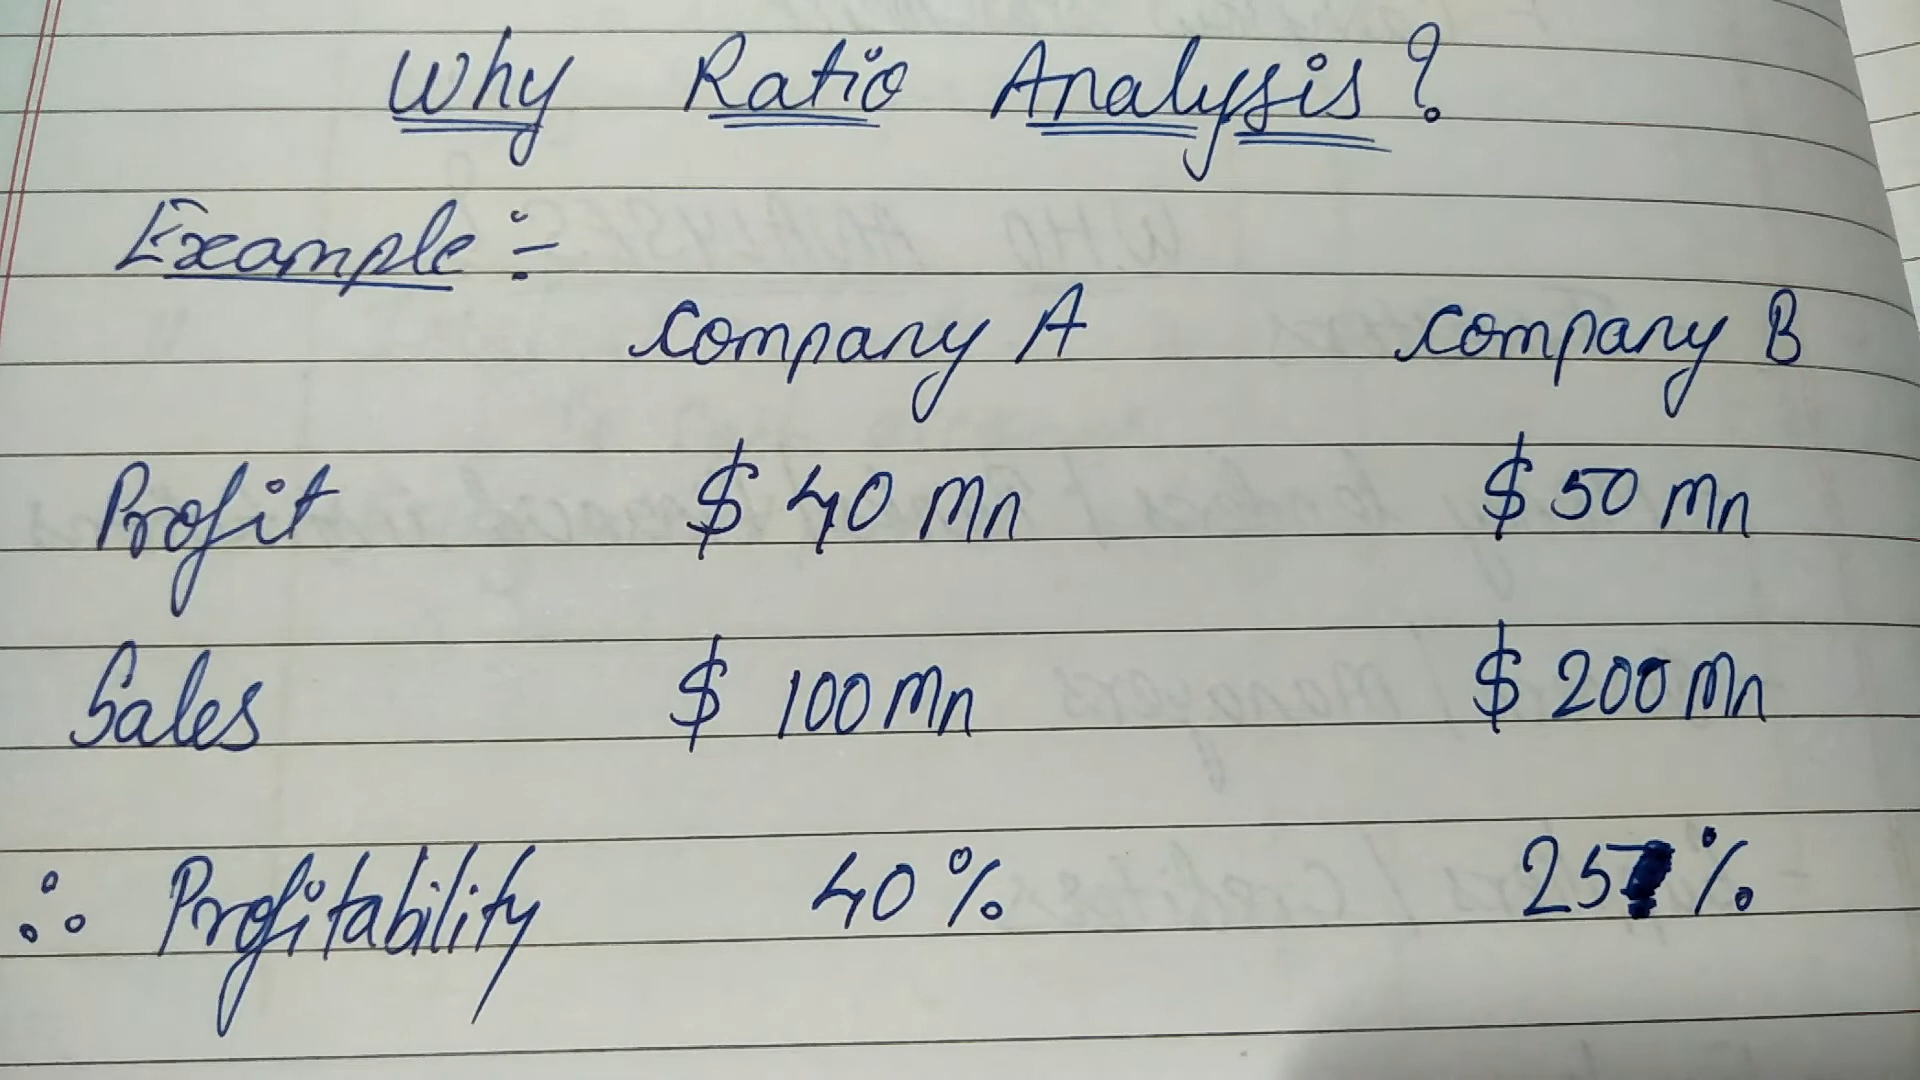 Why Ratio Analysis?
Example :-
Company A Company B
Profit $ 40 Mn $ 50 Mn
Sales $ 100 Mn $ 200 Mn
∴ Profitability 40 % 25 %